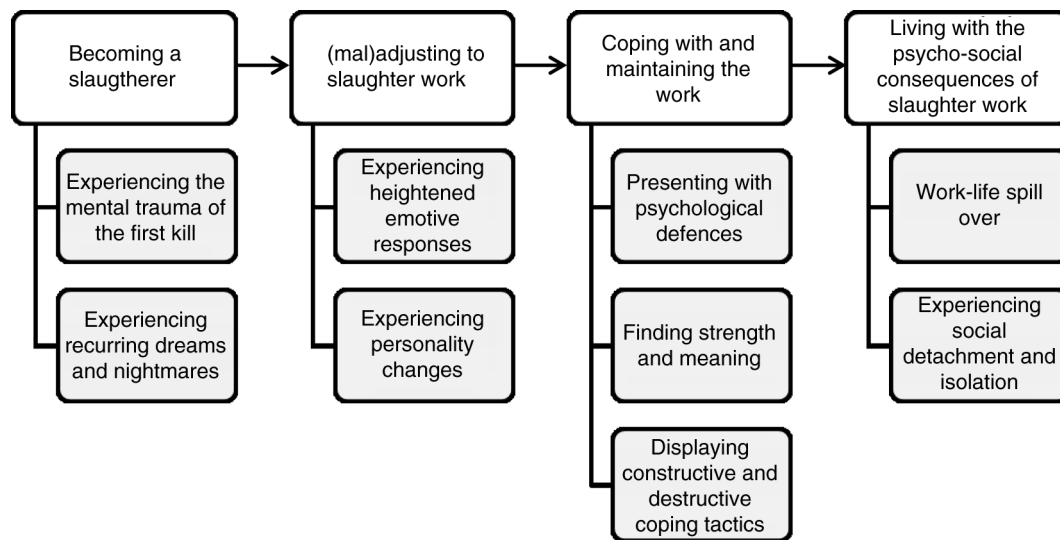 Becoming a
slaugtherer
Experiencing the
mental trauma of
the first kill
Experiencing
recurring dreams
and nightmares
(mal)adjusting to
slaughter work
Experiencing
heightened
emotive
responses
Experiencing
personality
changes
Coping with and
maintaining the
work
Presenting with
psychological
defences
Finding strength
and meaning
Displaying
constructive and
destructive
coping tactics
Living with the
psycho-social
consequences of
slaughter work
Work-life spill
over
Experiencing
social
detachment and
isolation